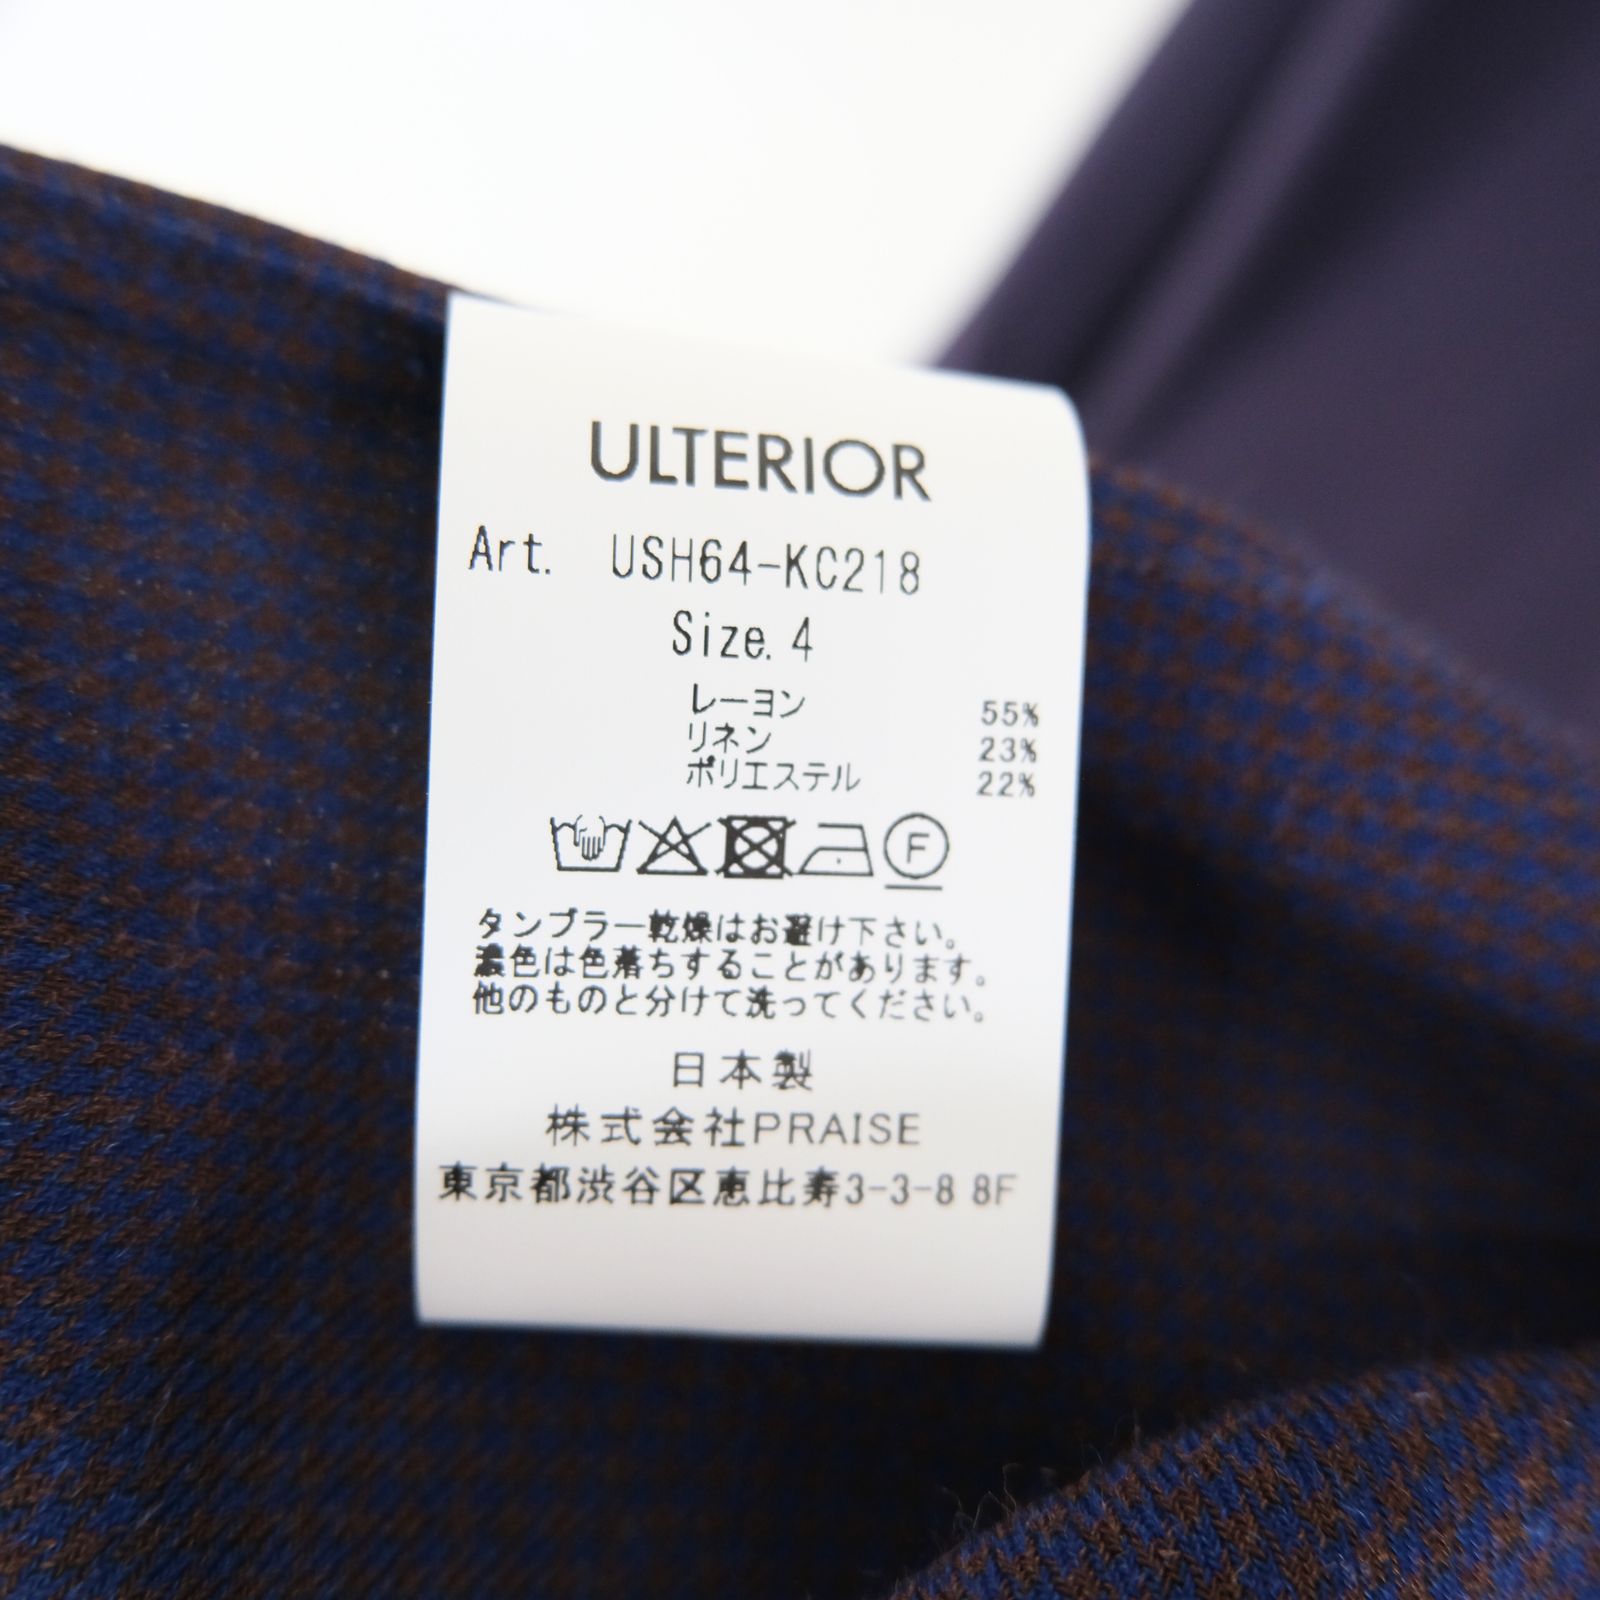 ULTERIOR
Art. USH64-KC218
Size. 4
レーヨン 55%
リネン 23%
ポリエステル 22%
F
タンブラー乾燥はお避け下さい。
濃色は色落ちすることがあります。
他のものと分けて洗ってください。
日本製
株式会社PRAISE
東京都渋谷区恵比寿3-3-8 8F